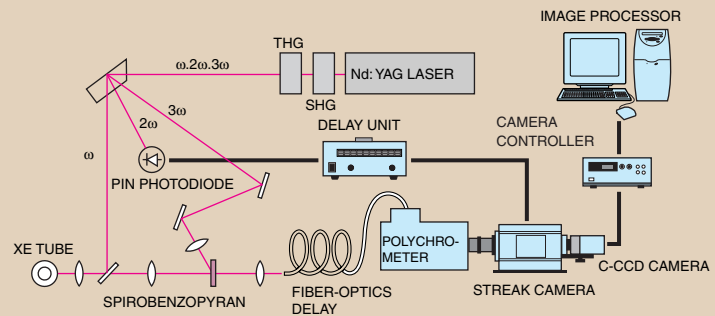 IMAGE PROCESSOR
THG
ω.2ω.3ω
Nd: YAG LASER
SHG
3ω
2ω
ω
DELAY UNIT
CAMERA
CONTROLLER
PIN PHOTODIODE
XE TUBE
POLYCHRO-
METER
C-CCD CAMERA
SPIROBENZOPYRAN
FIBER-OPTICS
DELAY
STREAK CAMERA